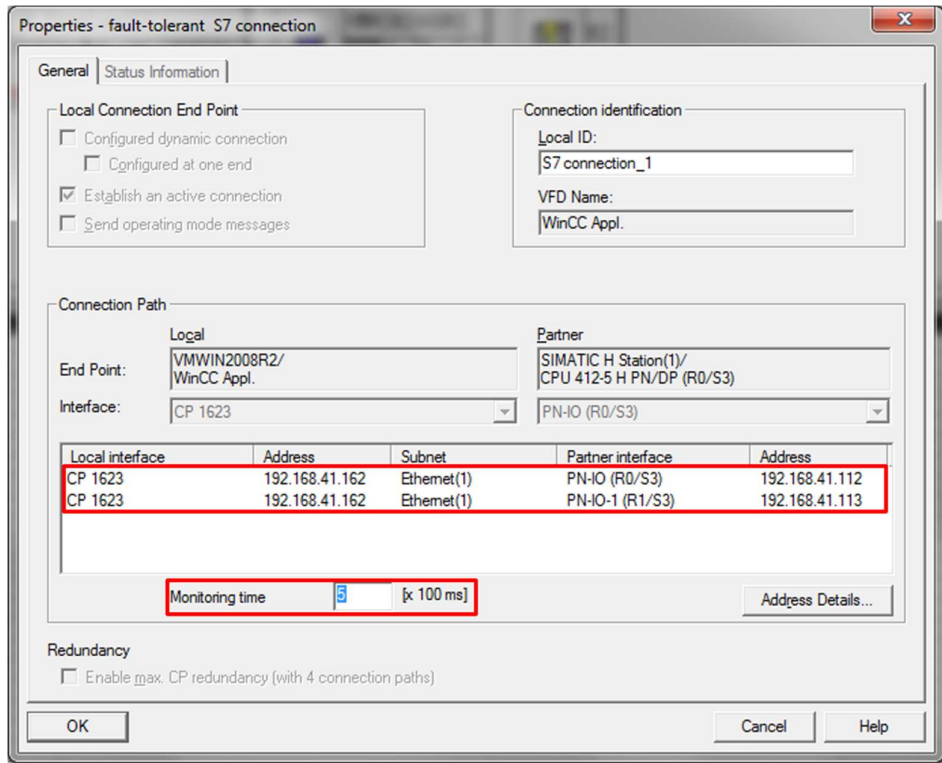 Properties - fault-tolerant  S7 connection
X
General
Status Information
Local Connection End Point
Configured dynamic connection
Configured at one end
Establish an active connection
Send operating mode messages
Connection identification
Local ID:
S7 connection_1
VFD Name:
WinCC Appl.
Connection Path
Local Partner
End Point:
VMWIN2008R2/
WinCC Appl.
SIMATIC H Station(1)/
CPU 412-5 H PN/DP (R0/S3)
Interface: CP 1623 PN-IO (R0/S3)
Local interface Address Subnet Partner interface Address
CP 1623 192.168.41.162 Ethernet(1) PN-IO (R0/S3) 192.168.41.112
CP 1623 192.168.41.162 Ethernet(1) PN-IO-1 (R1/S3) 192.168.41.113
Monitoring time 5 [x 100 ms]
Address Details...
Redundancy
Enable max. CP redundancy (with 4 connection paths)
OK Cancel Help